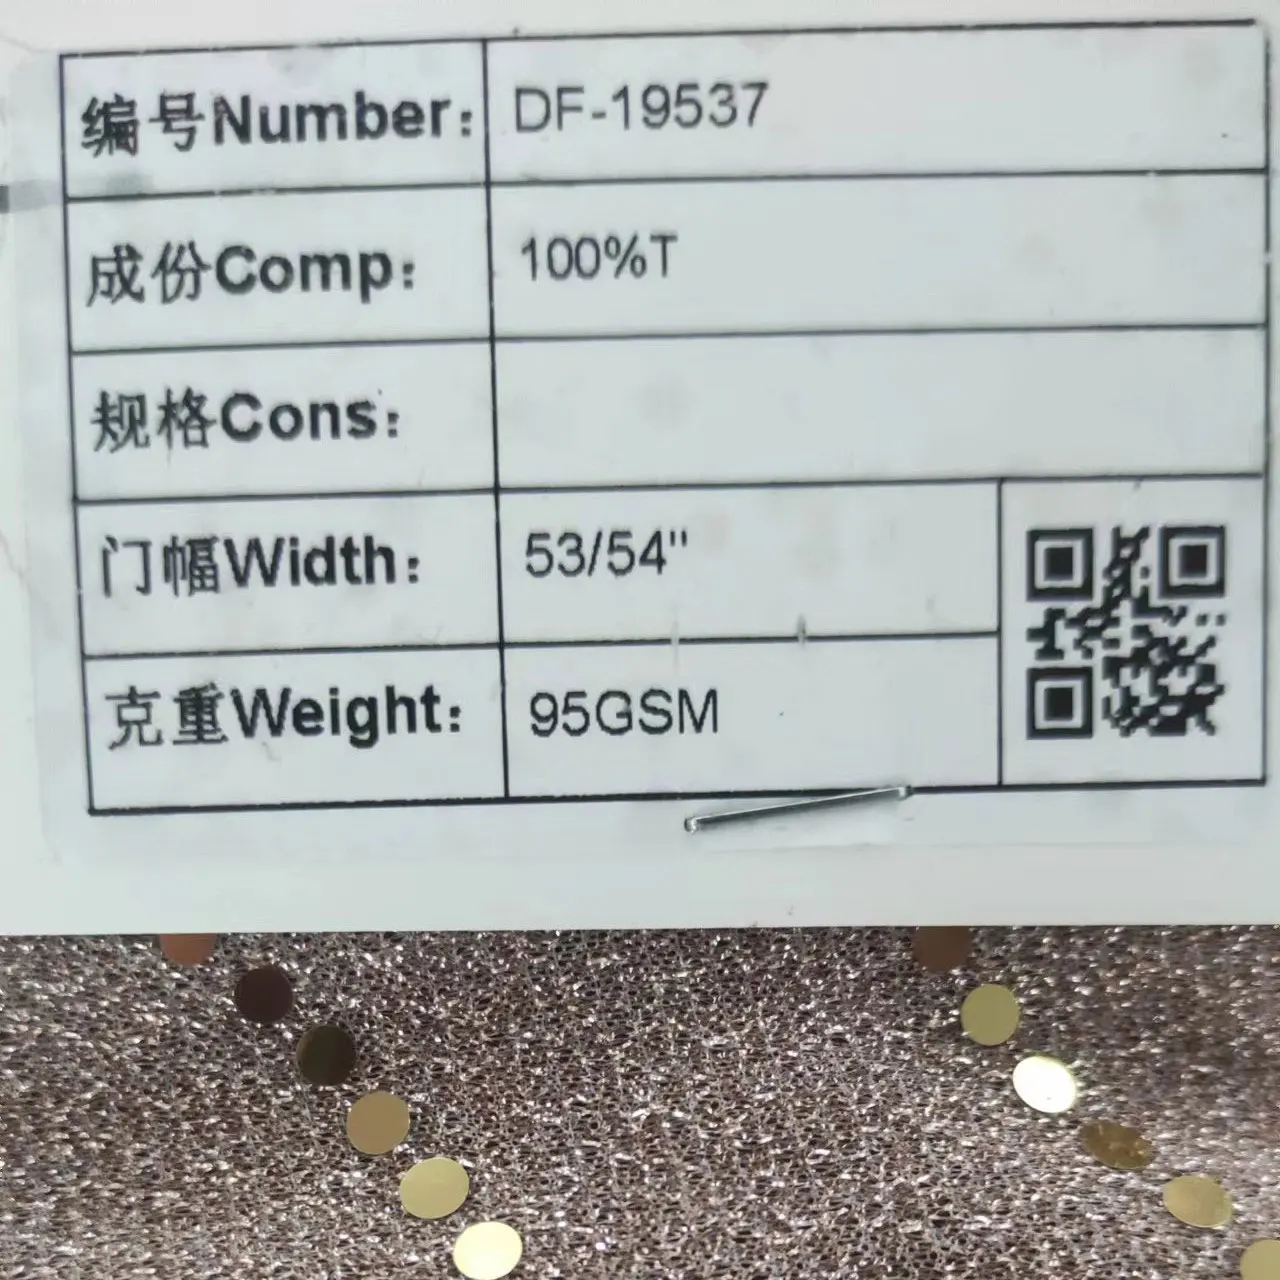 编号Number: DF-19537
成份Comp: 100%T
规格Cons:
门幅Width: 53/54"
克重Weight: 95GSM